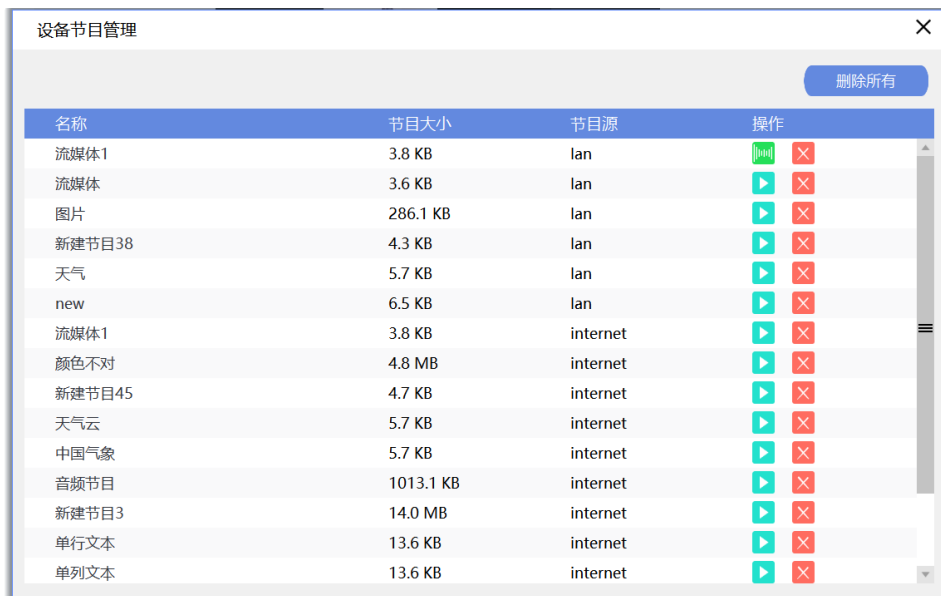 设备节目管理
删除所有
名称 节目大小 节目源 操作
流媒体1 3.8 KB lan
流媒体 3.6 KB lan
图片 286.1 KB lan
新建节目38 4.3 KB lan
天气 5.7 KB lan
new 6.5 KB lan
流媒体1 3.8 KB internet
颜色不对 4.8 MB internet
新建节目45 4.7 KB internet
天气云 5.7 KB internet
中国气象 5.7 KB internet
音频节目 1013.1 KB internet
新建节目3 14.0 MB internet
单行文本 13.6 KB internet
单列文本 13.6 KB internet